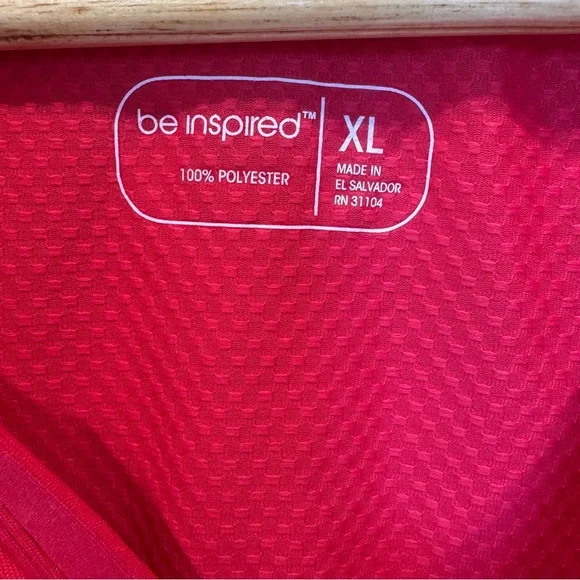 be inspired™
100% POLYESTER
XL
MADE IN
EL SALVADOR
RN 31104